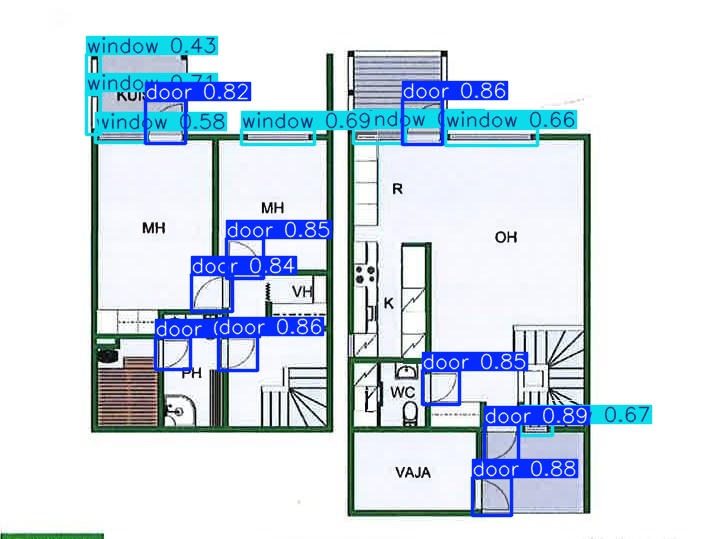 window 0.43
window 0.71
KUIS
door 0.82
door 0.86
window 0.58
window 0.69
window 0.66
MH
MH
R
OH
door 0.85
door 0.84
VH
K
door
door 0.86
PH
door 0.85
WC
door 0.89
0.67
VAJA
door 0.88